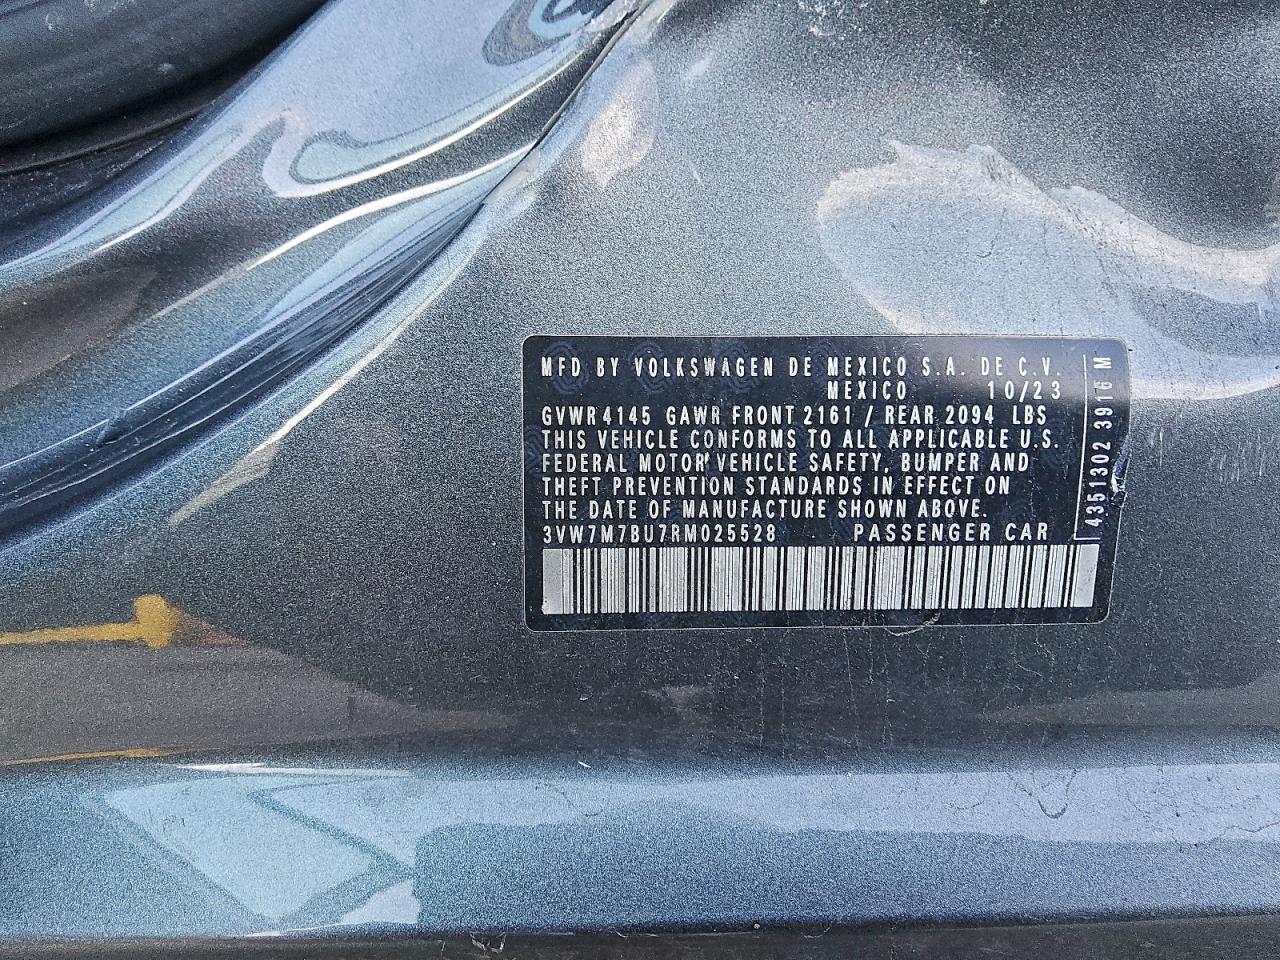 MFD BY VOLKSWAGEN DE MEXICO S.A. DE C.V.
MEXICO 10/23
GVWR 4145 GAWR FRONT 2161 / REAR 2094 LBS
THIS VEHICLE CONFORMS TO ALL APPLICABLE U.S.
FEDERAL MOTOR VEHICLE SAFETY, BUMPER AND
THEFT PREVENTION STANDARDS IN EFFECT ON
THE DATE OF MANUFACTURE SHOWN ABOVE.
3VW7M7BU7RM025528 PASSENGER CAR
4351302 3916 M